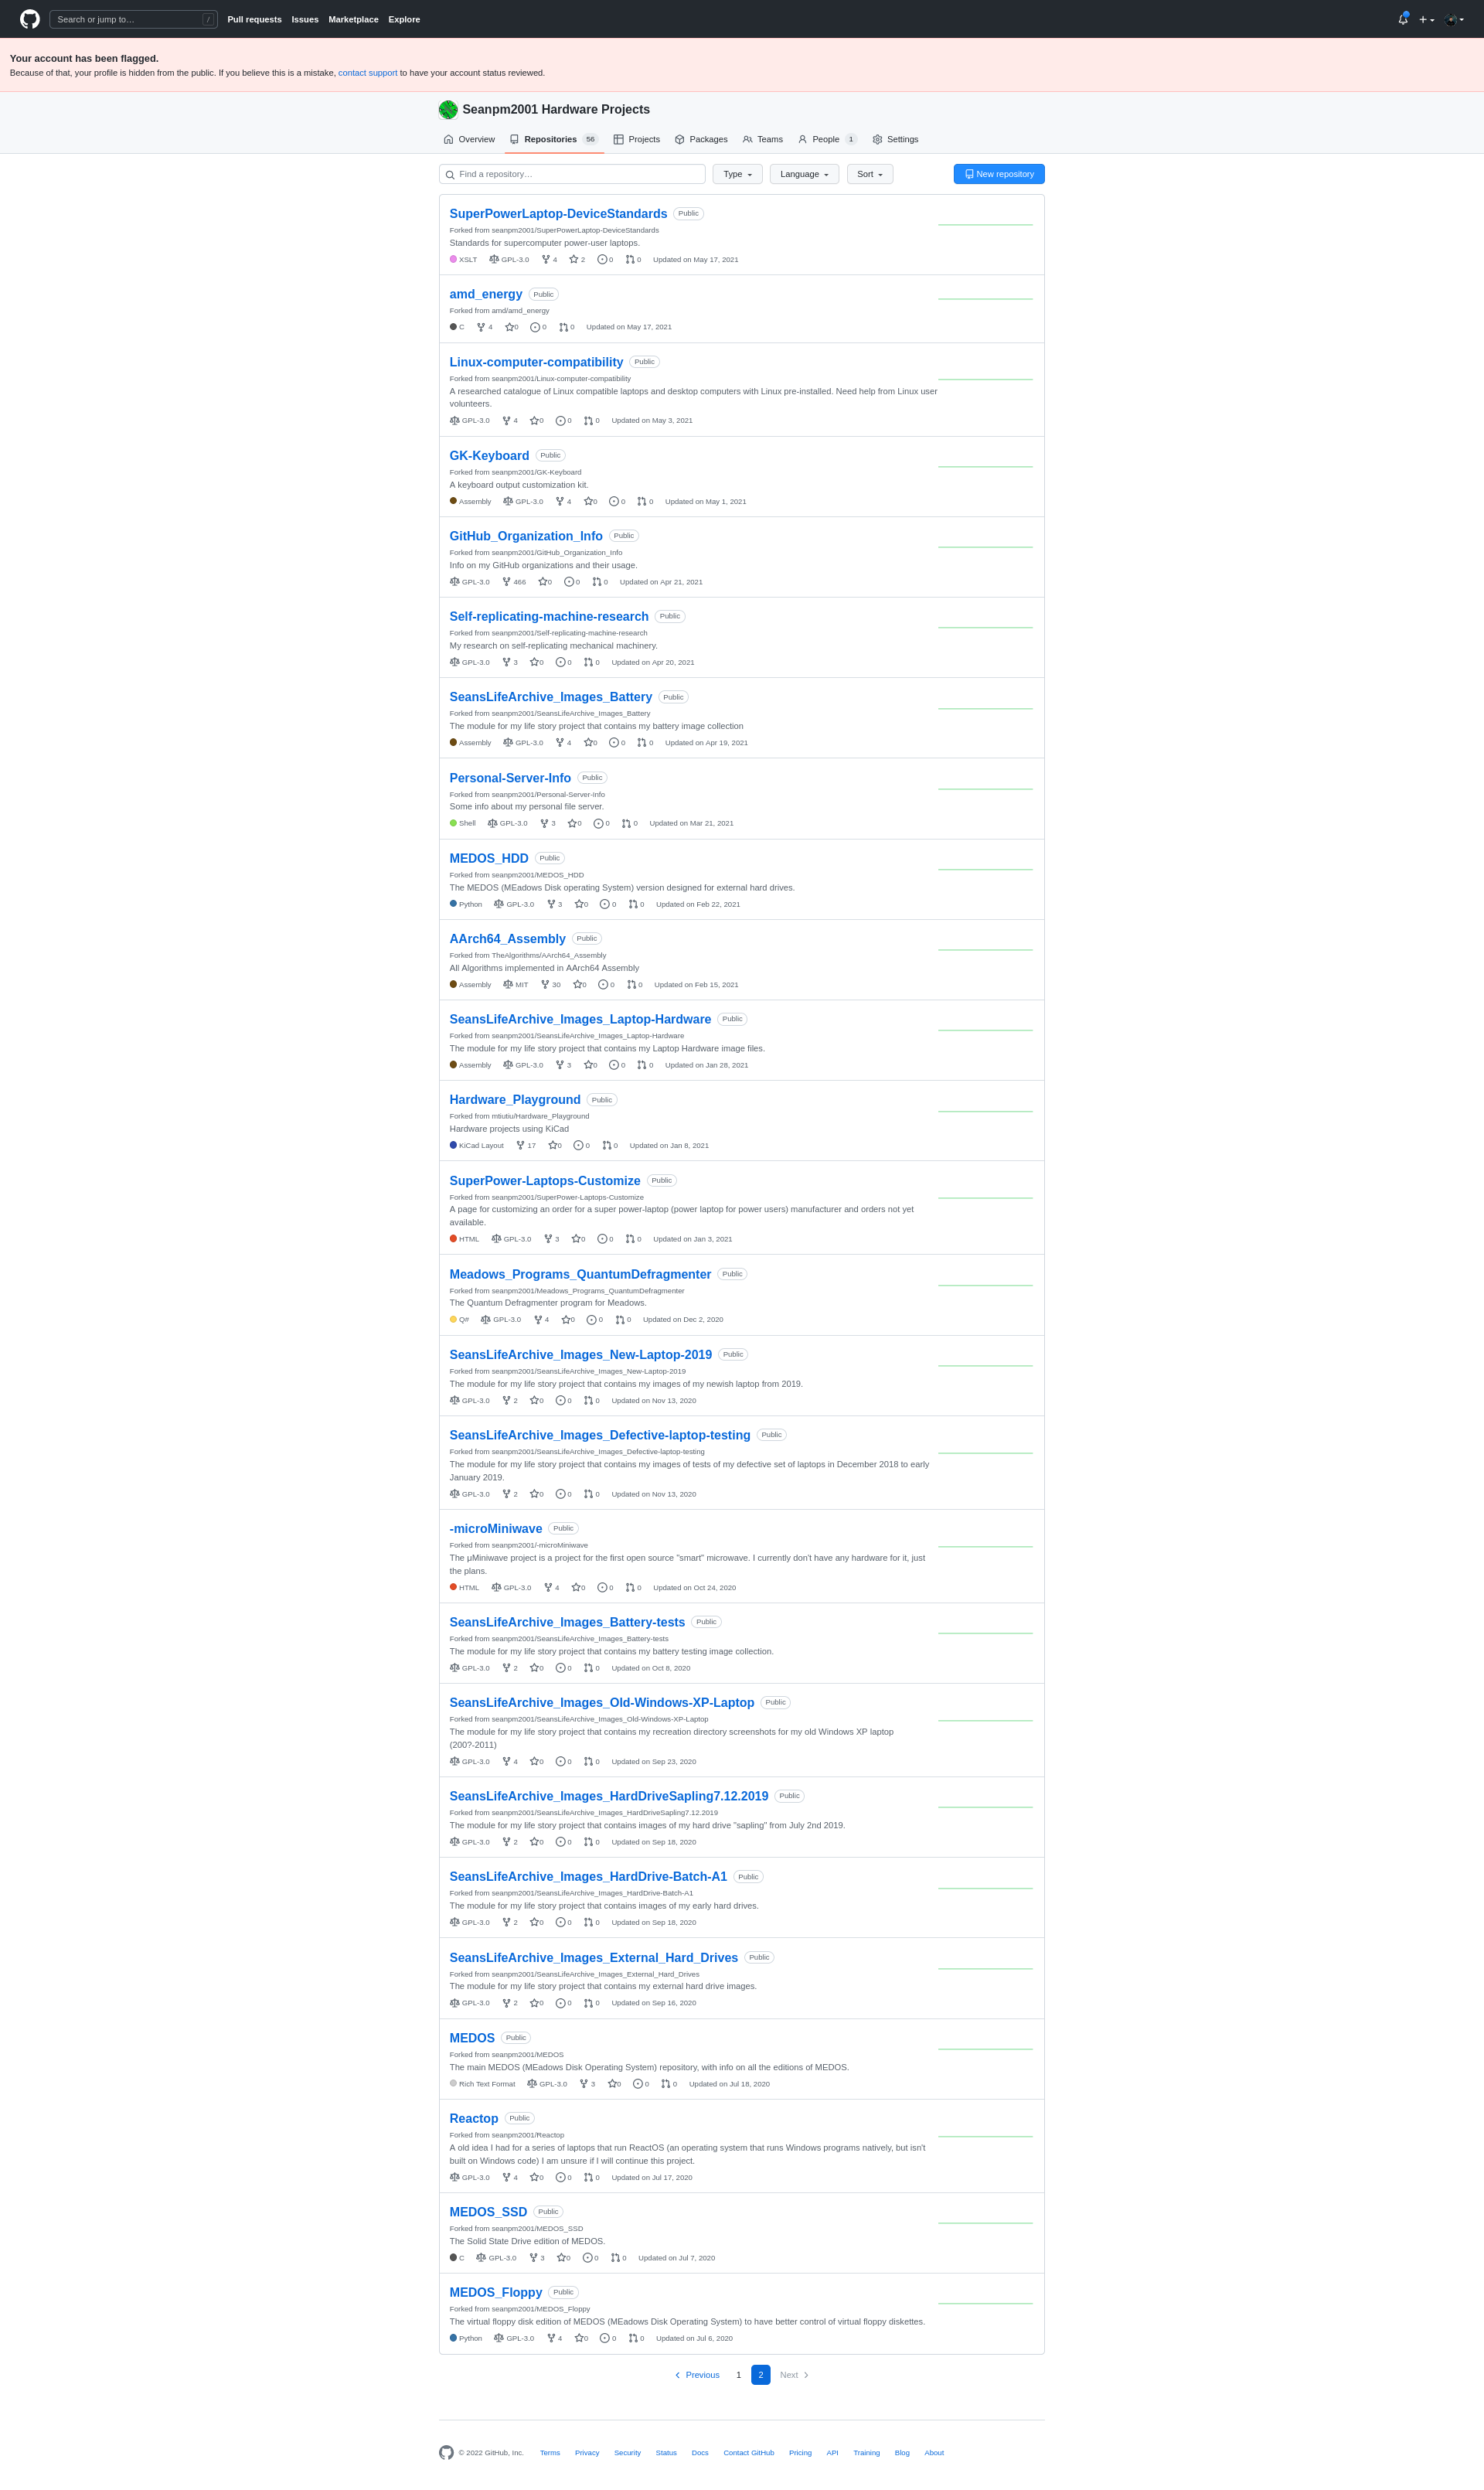 Search or jump to… /
Pull requests Issues Marketplace Explore
Your account has been flagged.
Because of that, your profile is hidden from the public. If you believe this is a mistake, contact support to have your account status reviewed.
Seanpm2001 Hardware Projects
Overview Repositories 56 Projects Packages Teams People 1 Settings
Find a repository… Type Language Sort New repository
SuperPowerLaptop-DeviceStandards Public
Forked from seanpm2001/SuperPowerLaptop-DeviceStandards
Standards for supercomputer power-user laptops.
XSLT GPL-3.0 4 2 0 0 Updated on May 17, 2021
amd_energy Public
Forked from amd/amd_energy
C 4 0 0 0 Updated on May 17, 2021
Linux-computer-compatibility Public
Forked from seanpm2001/Linux-computer-compatibility
A researched catalogue of Linux compatible laptops and desktop computers with Linux pre-installed. Need help from Linux user
volunteers.
GPL-3.0 4 0 0 0 Updated on May 3, 2021
GK-Keyboard Public
Forked from seanpm2001/GK-Keyboard
A keyboard output customization kit.
Assembly GPL-3.0 4 0 0 0 Updated on May 1, 2021
GitHub_Organization_Info Public
Forked from seanpm2001/GitHub_Organization_Info
Info on my GitHub organizations and their usage.
GPL-3.0 466 0 0 0 Updated on Apr 21, 2021
Self-replicating-machine-research Public
Forked from seanpm2001/Self-replicating-machine-research
My research on self-replicating mechanical machinery.
GPL-3.0 3 0 0 0 Updated on Apr 20, 2021
SeansLifeArchive_Images_Battery Public
Forked from seanpm2001/SeansLifeArchive_Images_Battery
The module for my life story project that contains my battery image collection
Assembly GPL-3.0 4 0 0 0 Updated on Apr 19, 2021
Personal-Server-Info Public
Forked from seanpm2001/Personal-Server-Info
Some info about my personal file server.
Shell GPL-3.0 3 0 0 0 Updated on Mar 21, 2021
MEDOS_HDD Public
Forked from seanpm2001/MEDOS_HDD
The MEDOS (MEadows Disk operating System) version designed for external hard drives.
Python GPL-3.0 3 0 0 0 Updated on Feb 22, 2021
AArch64_Assembly Public
Forked from TheAlgorithms/AArch64_Assembly
All Algorithms implemented in AArch64 Assembly
Assembly MIT 30 0 0 0 Updated on Feb 15, 2021
SeansLifeArchive_Images_Laptop-Hardware Public
Forked from seanpm2001/SeansLifeArchive_Images_Laptop-Hardware
The module for my life story project that contains my Laptop Hardware image files.
Assembly GPL-3.0 3 0 0 0 Updated on Jan 28, 2021
Hardware_Playground Public
Forked from mtiutiu/Hardware_Playground
Hardware projects using KiCad
KiCad Layout 17 0 0 0 Updated on Jan 8, 2021
SuperPower-Laptops-Customize Public
Forked from seanpm2001/SuperPower-Laptops-Customize
A page for customizing an order for a super power-laptop (power laptop for power users) manufacturer and orders not yet
available.
HTML GPL-3.0 3 0 0 0 Updated on Jan 3, 2021
Meadows_Programs_QuantumDefragmenter Public
Forked from seanpm2001/Meadows_Programs_QuantumDefragmenter
The Quantum Defragmenter program for Meadows.
Q# GPL-3.0 4 0 0 0 Updated on Dec 2, 2020
SeansLifeArchive_Images_New-Laptop-2019 Public
Forked from seanpm2001/SeansLifeArchive_Images_New-Laptop-2019
The module for my life story project that contains my images of my newish laptop from 2019.
GPL-3.0 2 0 0 0 Updated on Nov 13, 2020
SeansLifeArchive_Images_Defective-laptop-testing Public
Forked from seanpm2001/SeansLifeArchive_Images_Defective-laptop-testing
The module for my life story project that contains my images of tests of my defective set of laptops in December 2018 to early
January 2019.
GPL-3.0 2 0 0 0 Updated on Nov 13, 2020
-microMiniwave Public
Forked from seanpm2001/-microMiniwave
The μMiniwave project is a project for the first open source "smart" microwave. I currently don't have any hardware for it, just
the plans.
HTML GPL-3.0 4 0 0 0 Updated on Oct 24, 2020
SeansLifeArchive_Images_Battery-tests Public
Forked from seanpm2001/SeansLifeArchive_Images_Battery-tests
The module for my life story project that contains my battery testing image collection.
GPL-3.0 2 0 0 0 Updated on Oct 8, 2020
SeansLifeArchive_Images_Old-Windows-XP-Laptop Public
Forked from seanpm2001/SeansLifeArchive_Images_Old-Windows-XP-Laptop
The module for my life story project that contains my recreation directory screenshots for my old Windows XP laptop
(200?-2011)
GPL-3.0 4 0 0 0 Updated on Sep 23, 2020
SeansLifeArchive_Images_HardDriveSapling7.12.2019 Public
Forked from seanpm2001/SeansLifeArchive_Images_HardDriveSapling7.12.2019
The module for my life story project that contains images of my hard drive "sapling" from July 2nd 2019.
GPL-3.0 2 0 0 0 Updated on Sep 18, 2020
SeansLifeArchive_Images_HardDrive-Batch-A1 Public
Forked from seanpm2001/SeansLifeArchive_Images_HardDrive-Batch-A1
The module for my life story project that contains images of my early hard drives.
GPL-3.0 2 0 0 0 Updated on Sep 18, 2020
SeansLifeArchive_Images_External_Hard_Drives Public
Forked from seanpm2001/SeansLifeArchive_Images_External_Hard_Drives
The module for my life story project that contains my external hard drive images.
GPL-3.0 2 0 0 0 Updated on Sep 16, 2020
MEDOS Public
Forked from seanpm2001/MEDOS
The main MEDOS (MEadows Disk Operating System) repository, with info on all the editions of MEDOS.
Rich Text Format GPL-3.0 3 0 0 0 Updated on Jul 18, 2020
Reactop Public
Forked from seanpm2001/Reactop
A old idea I had for a series of laptops that run ReactOS (an operating system that runs Windows programs natively, but isn't
built on Windows code) I am unsure if I will continue this project.
GPL-3.0 4 0 0 0 Updated on Jul 17, 2020
MEDOS_SSD Public
Forked from seanpm2001/MEDOS_SSD
The Solid State Drive edition of MEDOS.
C GPL-3.0 3 0 0 0 Updated on Jul 7, 2020
MEDOS_Floppy Public
Forked from seanpm2001/MEDOS_Floppy
The virtual floppy disk edition of MEDOS (MEadows Disk Operating System) to have better control of virtual floppy diskettes.
Python GPL-3.0 4 0 0 0 Updated on Jul 6, 2020
Previous 1 2 Next
© 2022 GitHub, Inc. Terms Privacy Security Status Docs Contact GitHub Pricing API Training Blog About